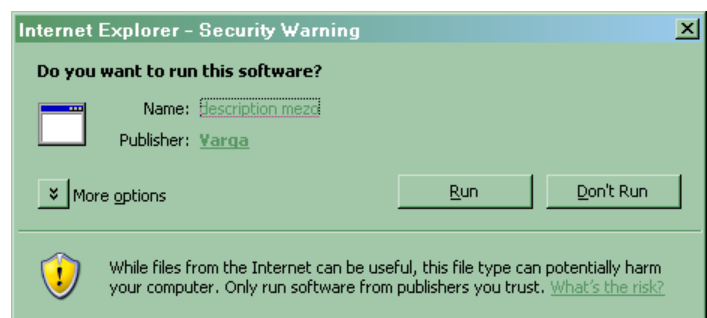 Internet Explorer - Security Warning
Do you want to run this software?
Name: description mezo
Publisher: Varga
More options
Run
Don't Run
While files from the Internet can be useful, this file type can potentially harm
your computer. Only run software from publishers you trust. What's the risk?